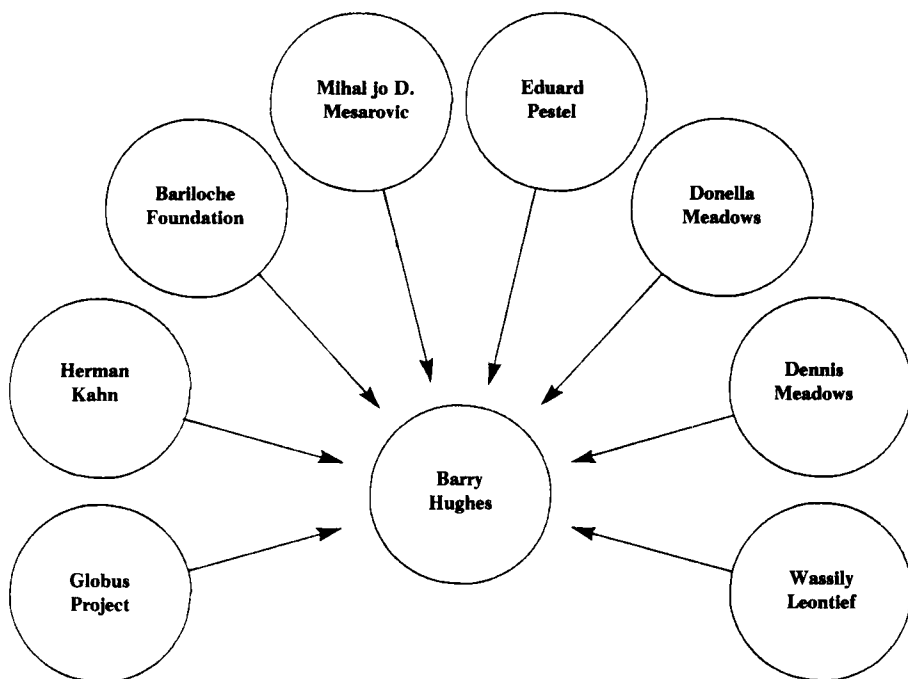 Mihal jo D.
Mesarovic
Eduard
Pestel
Bariloche
Foundation
Donella
Meadows
Herman
Kahn
Dennis
Meadows
Barry
Hughes
Globus
Project
Wassily
Leontief